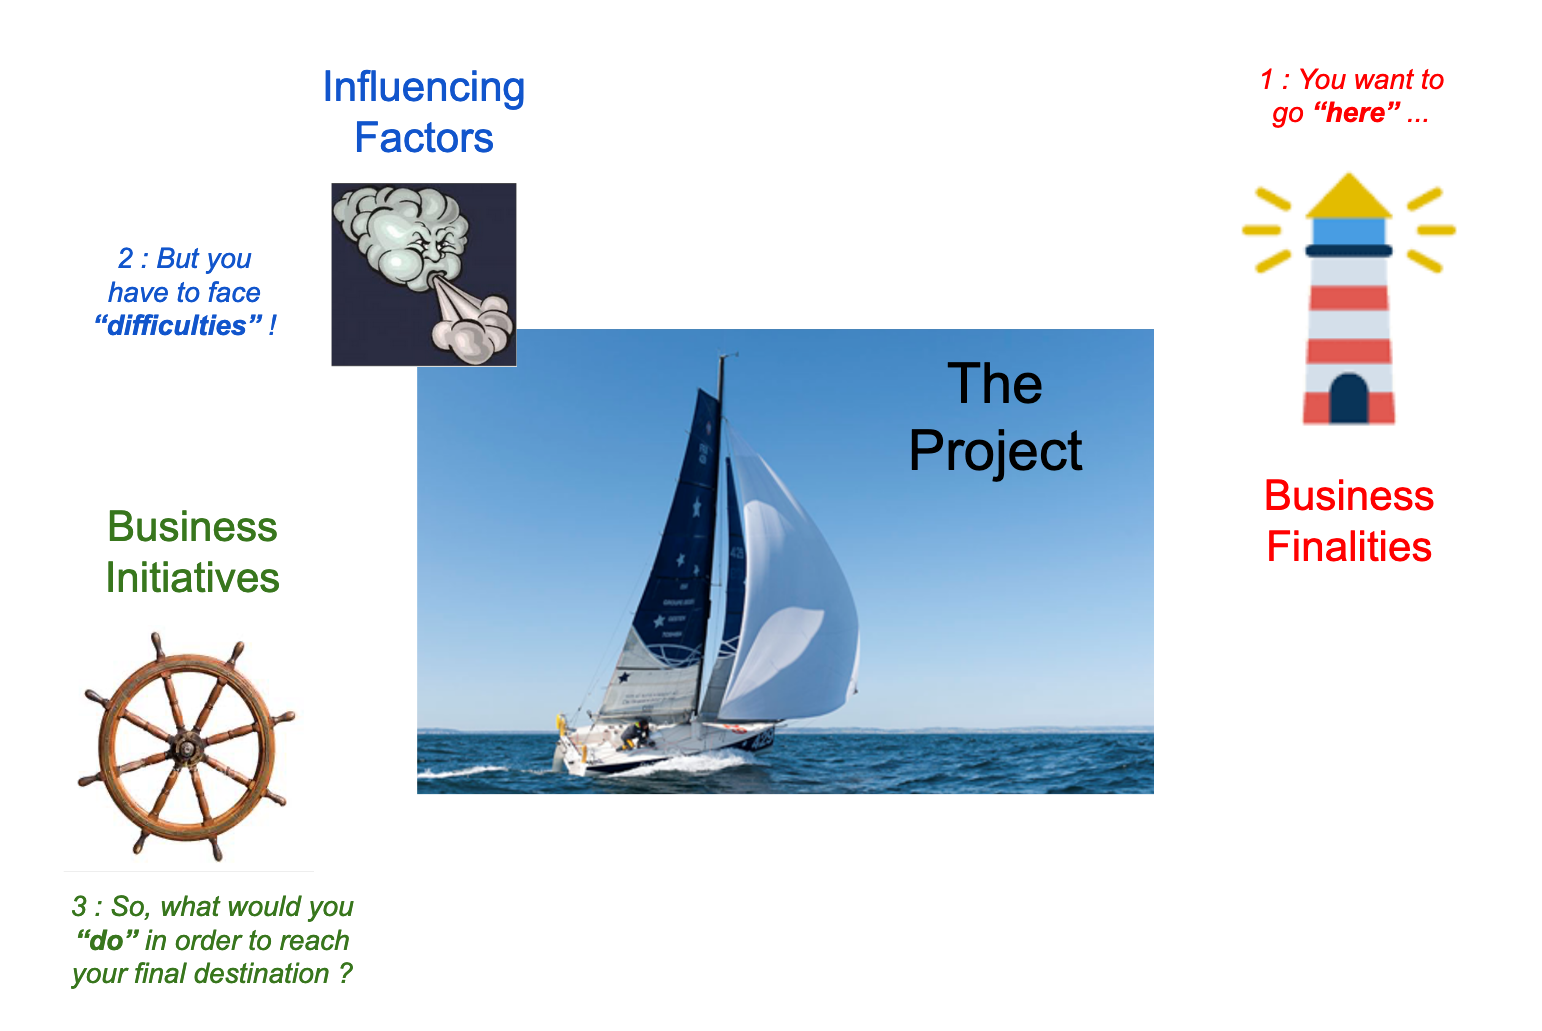 Influencing
Factors
1 : You want to
go “here” ...
2 : But you
have to face
“difficulties” !
The
Project
Business
Finalities
Business
Initiatives
425
3 : So, what would you
“do” in order to reach
your final destination ?